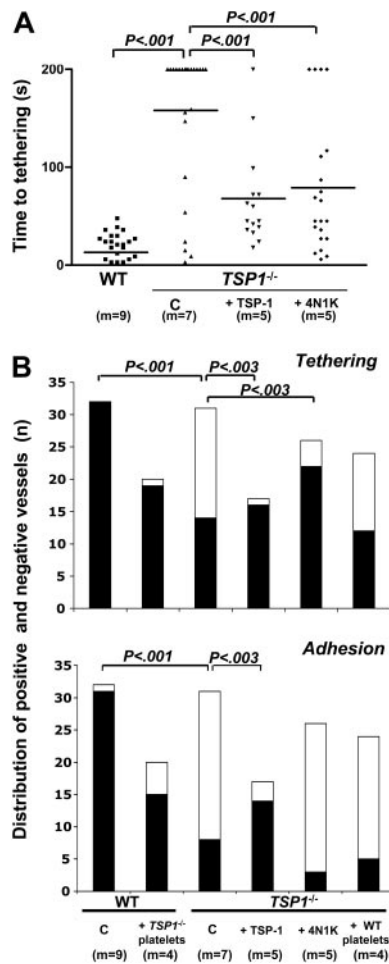 A
P<.001
P<.001
P<.001
Time to tethering (s)
200
100
0
WT
TSP1-/-
C
+ TSP-1
+ 4N1K
(m=9)
(m=7)
(m=5)
(m=5)
B
Tethering
P<.001
P<.003
P<.003
35
30
25
20
15
10
5
0
Distribution of positive and negative vessels (n)
Adhesion
P<.001
P<.003
35
30
25
20
15
10
5
0
WT
TSP1-/-
C
+ TSP1-/-
platelets
C
+ TSP-1
+ 4N1K
+ WT
platelets
(m=9)
(m=4)
(m=7)
(m=5)
(m=5)
(m=4)